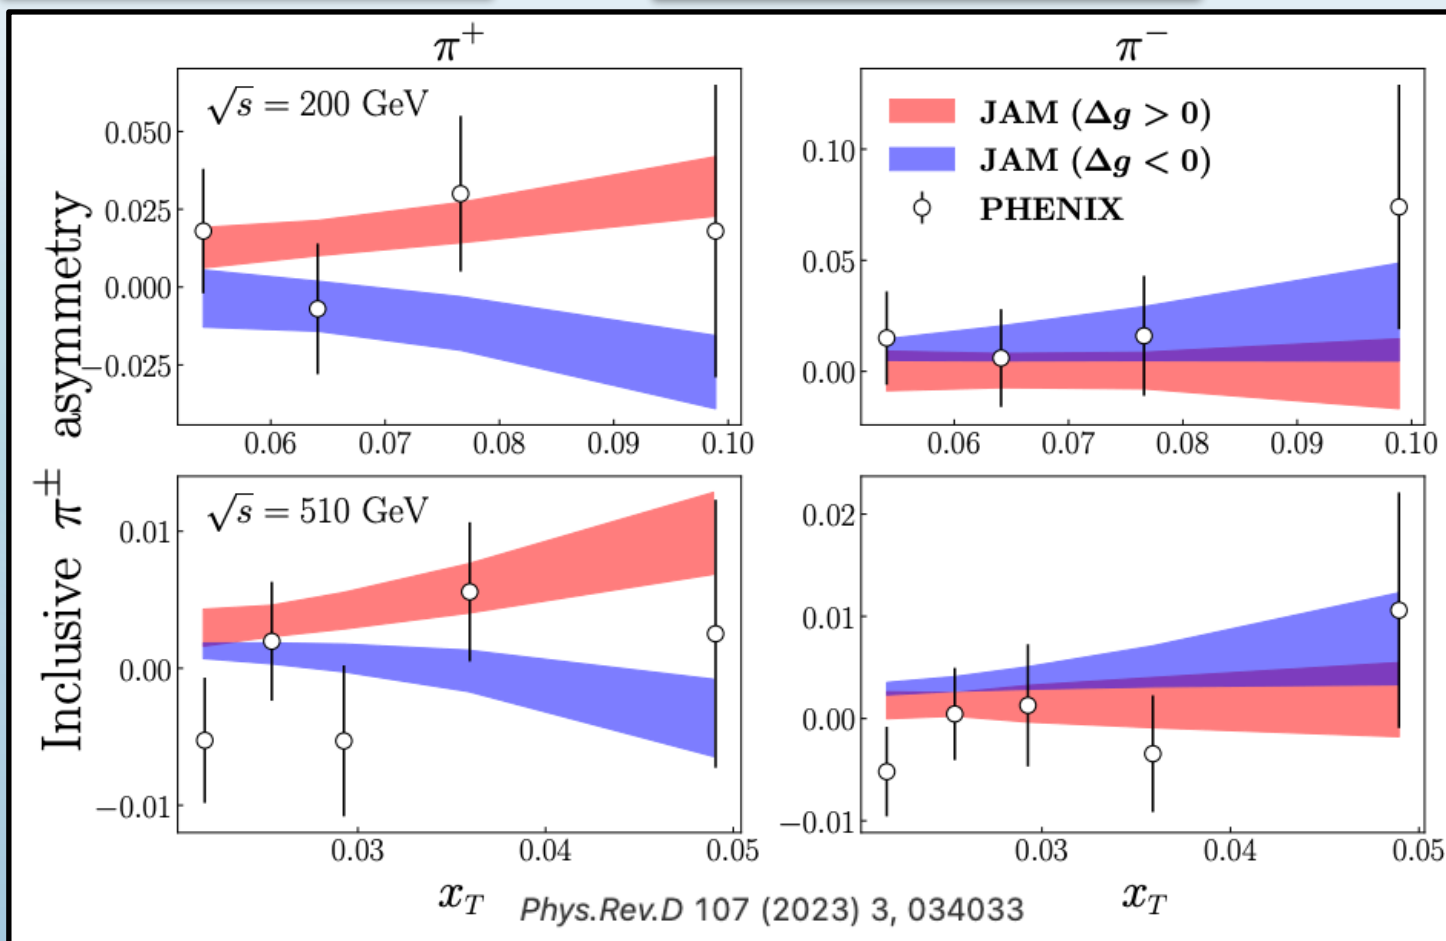 π⁺
π⁻
√s = 200 GeV
JAM (Δg > 0)
JAM (Δg < 0)
PHENIX
0.050
0.025
0.000
−0.025
0.10
0.05
0.00
0.06 0.07 0.08 0.09 0.10
0.06 0.07 0.08 0.09 0.10
Inclusive π± asymmetry
√s = 510 GeV
0.01
0.00
−0.01
0.02
0.01
0.00
−0.01
0.03 0.04 0.05
0.03 0.04 0.05
x_T
x_T
Phys.Rev.D 107 (2023) 3, 034033